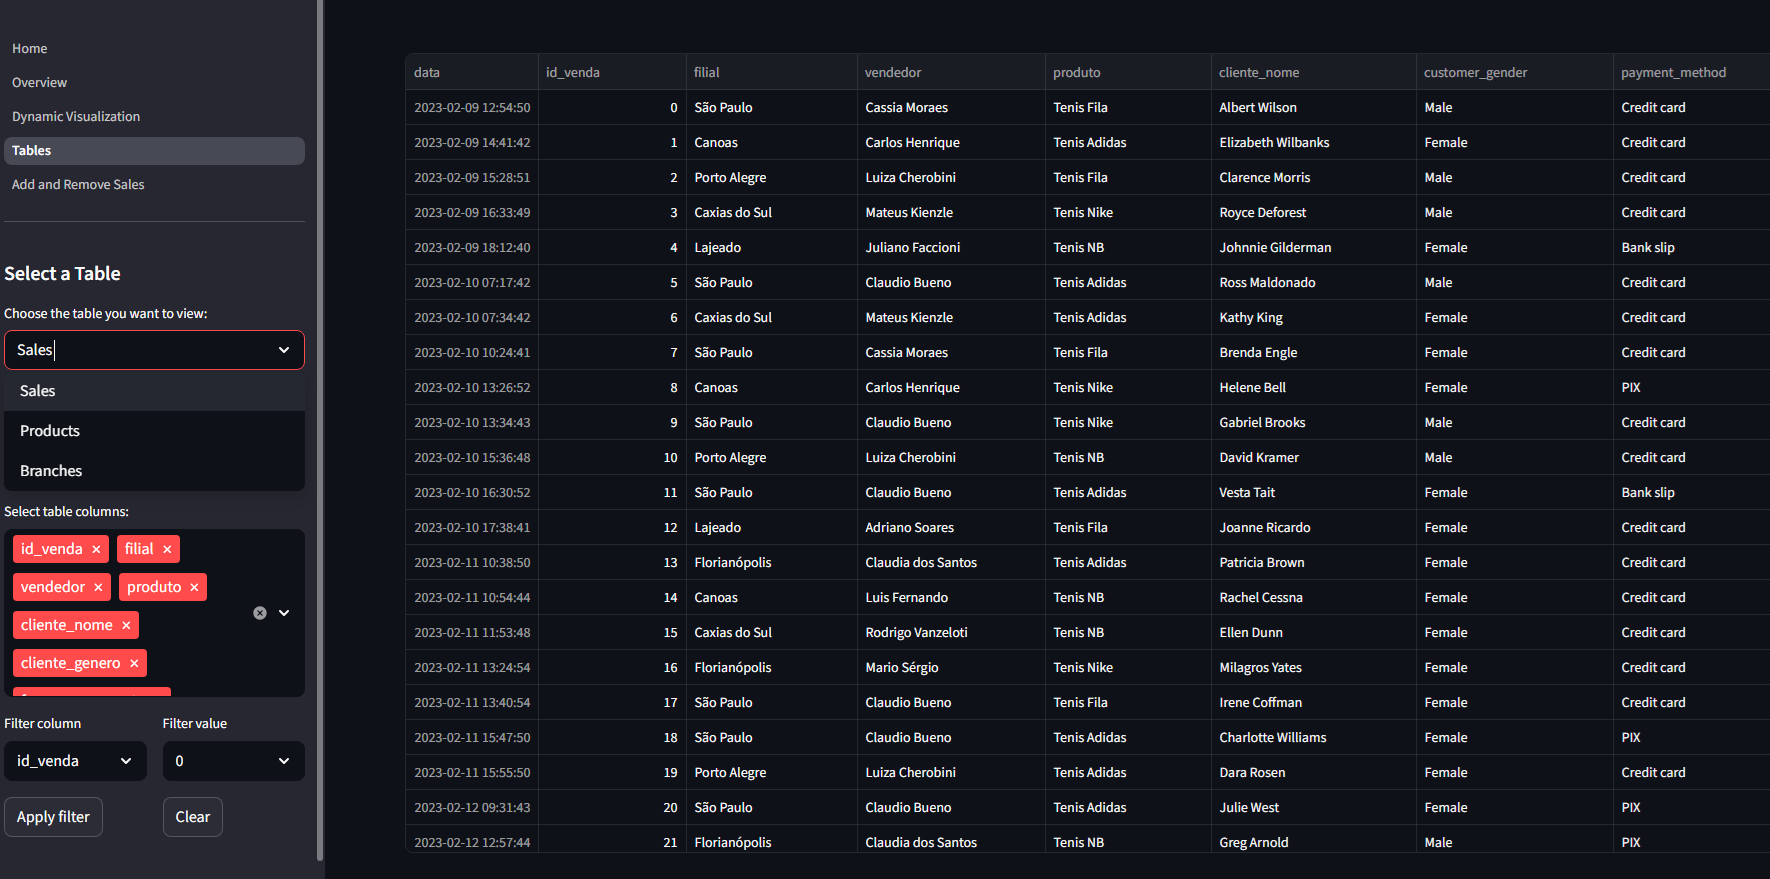 Home
Overview
Dynamic Visualization
Tables
Add and Remove Sales
Select a Table
Choose the table you want to view:
Sales
Sales
Products
Branches
Select table columns:
id_venda × filial ×
vendedor × produto ×
cliente_nome ×
cliente_genero ×
Filter column Filter value
id_venda 0
Apply filter Clear
data id_venda filial vendedor produto cliente_nome customer_gender payment_method
2023-02-09 12:54:50 0 São Paulo Cassia Moraes Tenis Fila Albert Wilson Male Credit card
2023-02-09 14:41:42 1 Canoas Carlos Henrique Tenis Adidas Elizabeth Wilbanks Female Credit card
2023-02-09 15:28:51 2 Porto Alegre Luiza Cherobini Tenis Fila Clarence Morris Male Credit card
2023-02-09 16:33:49 3 Caxias do Sul Mateus Kienzle Tenis Nike Royce Deforest Male Credit card
2023-02-09 18:12:40 4 Lajeado Juliano Faccioni Tenis NB Johnnie Gilderman Female Bank slip
2023-02-10 07:17:42 5 São Paulo Claudio Bueno Tenis Adidas Ross Maldonado Male Credit card
2023-02-10 07:34:42 6 Caxias do Sul Mateus Kienzle Tenis Adidas Kathy King Female Credit card
2023-02-10 10:24:41 7 São Paulo Cassia Moraes Tenis Fila Brenda Engle Female Credit card
2023-02-10 13:26:52 8 Canoas Carlos Henrique Tenis Nike Helene Bell Female PIX
2023-02-10 13:34:43 9 São Paulo Claudio Bueno Tenis Nike Gabriel Brooks Male Credit card
2023-02-10 15:36:48 10 Porto Alegre Luiza Cherobini Tenis NB David Kramer Male Credit card
2023-02-10 16:30:52 11 São Paulo Claudio Bueno Tenis Adidas Vesta Tait Female Bank slip
2023-02-10 17:38:41 12 Lajeado Adriano Soares Tenis Fila Joanne Ricardo Female Credit card
2023-02-11 10:38:50 13 Florianópolis Claudia dos Santos Tenis Adidas Patricia Brown Female Credit card
2023-02-11 10:54:44 14 Canoas Luis Fernando Tenis NB Rachel Cessna Female Credit card
2023-02-11 11:53:48 15 Caxias do Sul Rodrigo Vanzeloti Tenis NB Ellen Dunn Female Credit card
2023-02-11 13:24:54 16 Florianópolis Mario Sérgio Tenis Nike Milagros Yates Female Credit card
2023-02-11 13:40:54 17 São Paulo Claudio Bueno Tenis Fila Irene Coffman Female Credit card
2023-02-11 15:47:50 18 São Paulo Claudio Bueno Tenis Adidas Charlotte Williams Female PIX
2023-02-11 15:55:50 19 Porto Alegre Luiza Cherobini Tenis Adidas Dara Rosen Female Credit card
2023-02-12 09:31:43 20 São Paulo Claudio Bueno Tenis Adidas Julie West Female PIX
2023-02-12 12:57:44 21 Florianópolis Claudia dos Santos Tenis NB Greg Arnold Male PIX